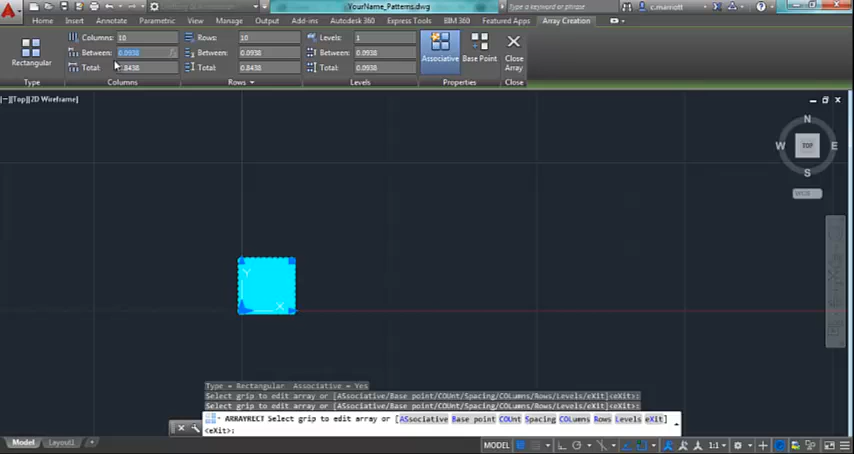 YourName_Patterns.dwg
Type a keyword or phrase
c.marriott
Home Insert Annotate Parametric View Manage Output Add-ins Autodesk 360 Express Tools BIM 360 Featured Apps Array Creation
Columns: 10 Rows: 10 Levels: 1
Between: 0.0938 Between: 0.0938 Between: 0.0938
Total: 0.8438 Total: 0.8438 Total: 0.0938
Rectangular Associative Base Point Close Array
Type Columns Rows Levels Properties
[−][Top][2D Wireframe]
N
W TOP E
S
WCS
Y
X
Type = Rectangular Associative = Yes
Select grip to edit array or [ASsociative/Base point/COUnt/Spacing/COLumns/Rows/Levels/eXit]<eXit>:
Select grip to edit array or [ASsociative/Base point/COUnt/Spacing/COLumns/Rows/Levels/eXit]<eXit>:
- ARRAYRECT Select grip to edit array or [ASsociative Base point COUnt Spacing COLumns Rows Levels eXit]
<eXit>:
Model Layout1 + MODEL 1:1